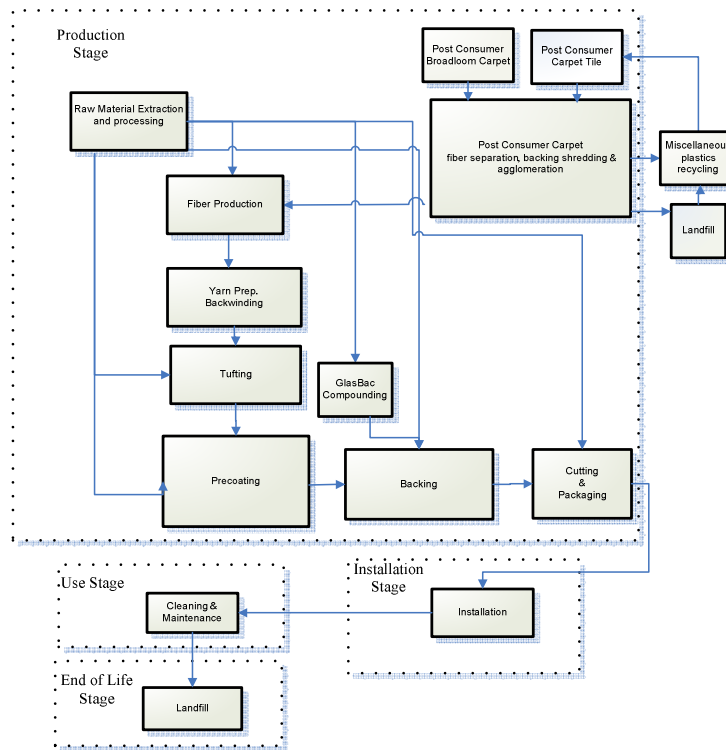 Production
Stage
Post Consumer
Broadloom Carpet
Post Consumer
Carpet Tile
Raw Material Extraction
and processing
Post Consumer Carpet
fiber separation, backing shredding &
agglomeration
Miscellaneous
plastics
recycling
Fiber Production
Landfill
Yarn Prep.
Backwinding
Tufting
GlasBac
Compounding
Precoating
Backing
Cutting
&
Packaging
Use Stage
Cleaning &
Maintenance
Installation
Stage
Installation
End of Life
Stage
Landfill